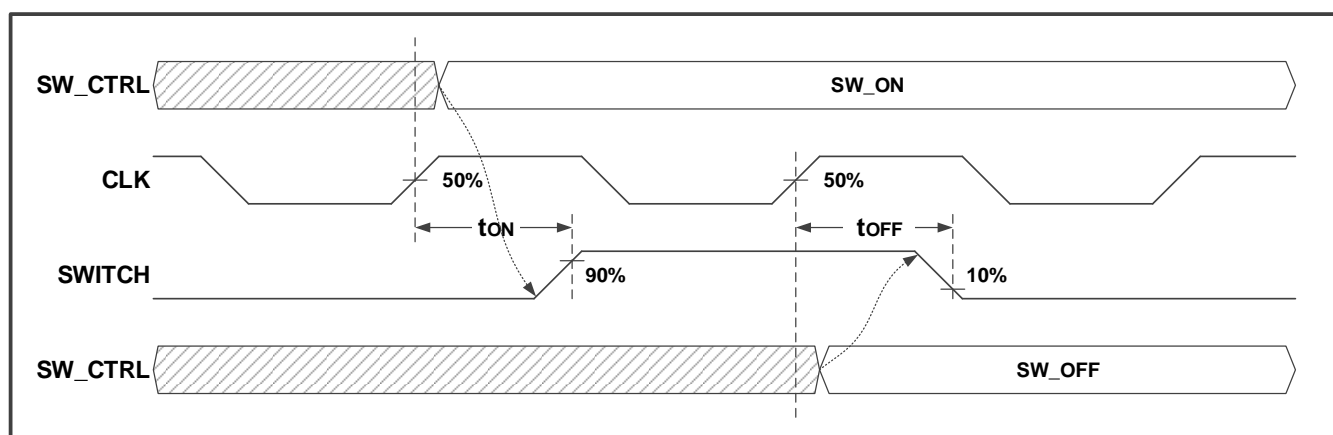 SW_CTRL
SW_ON
CLK
50%
50%
tON
tOFF
SWITCH
90%
10%
SW_CTRL
SW_OFF